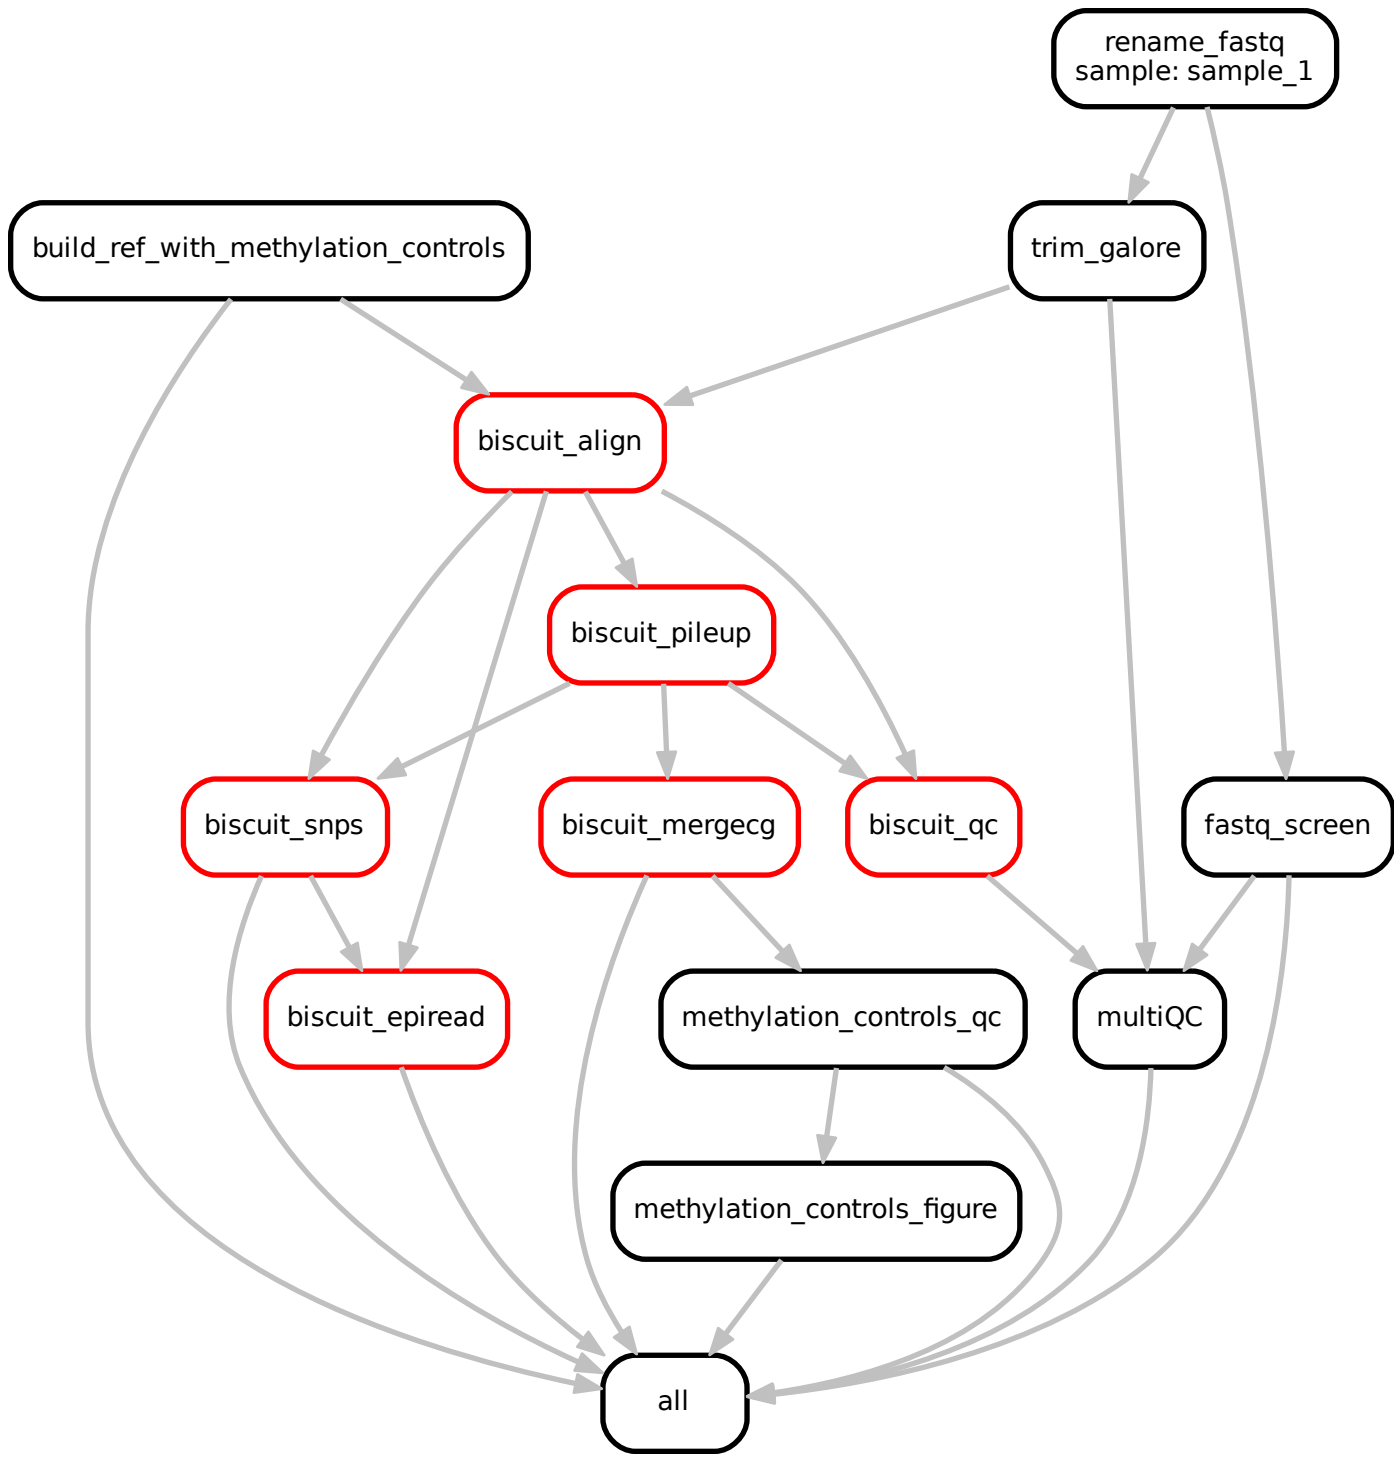 rename_fastq
sample: sample_1
build_ref_with_methylation_controls
trim_galore
biscuit_align
biscuit_pileup
biscuit_snps
biscuit_mergecg
biscuit_qc
fastq_screen
biscuit_epiread
methylation_controls_qc
multiQC
methylation_controls_figure
all